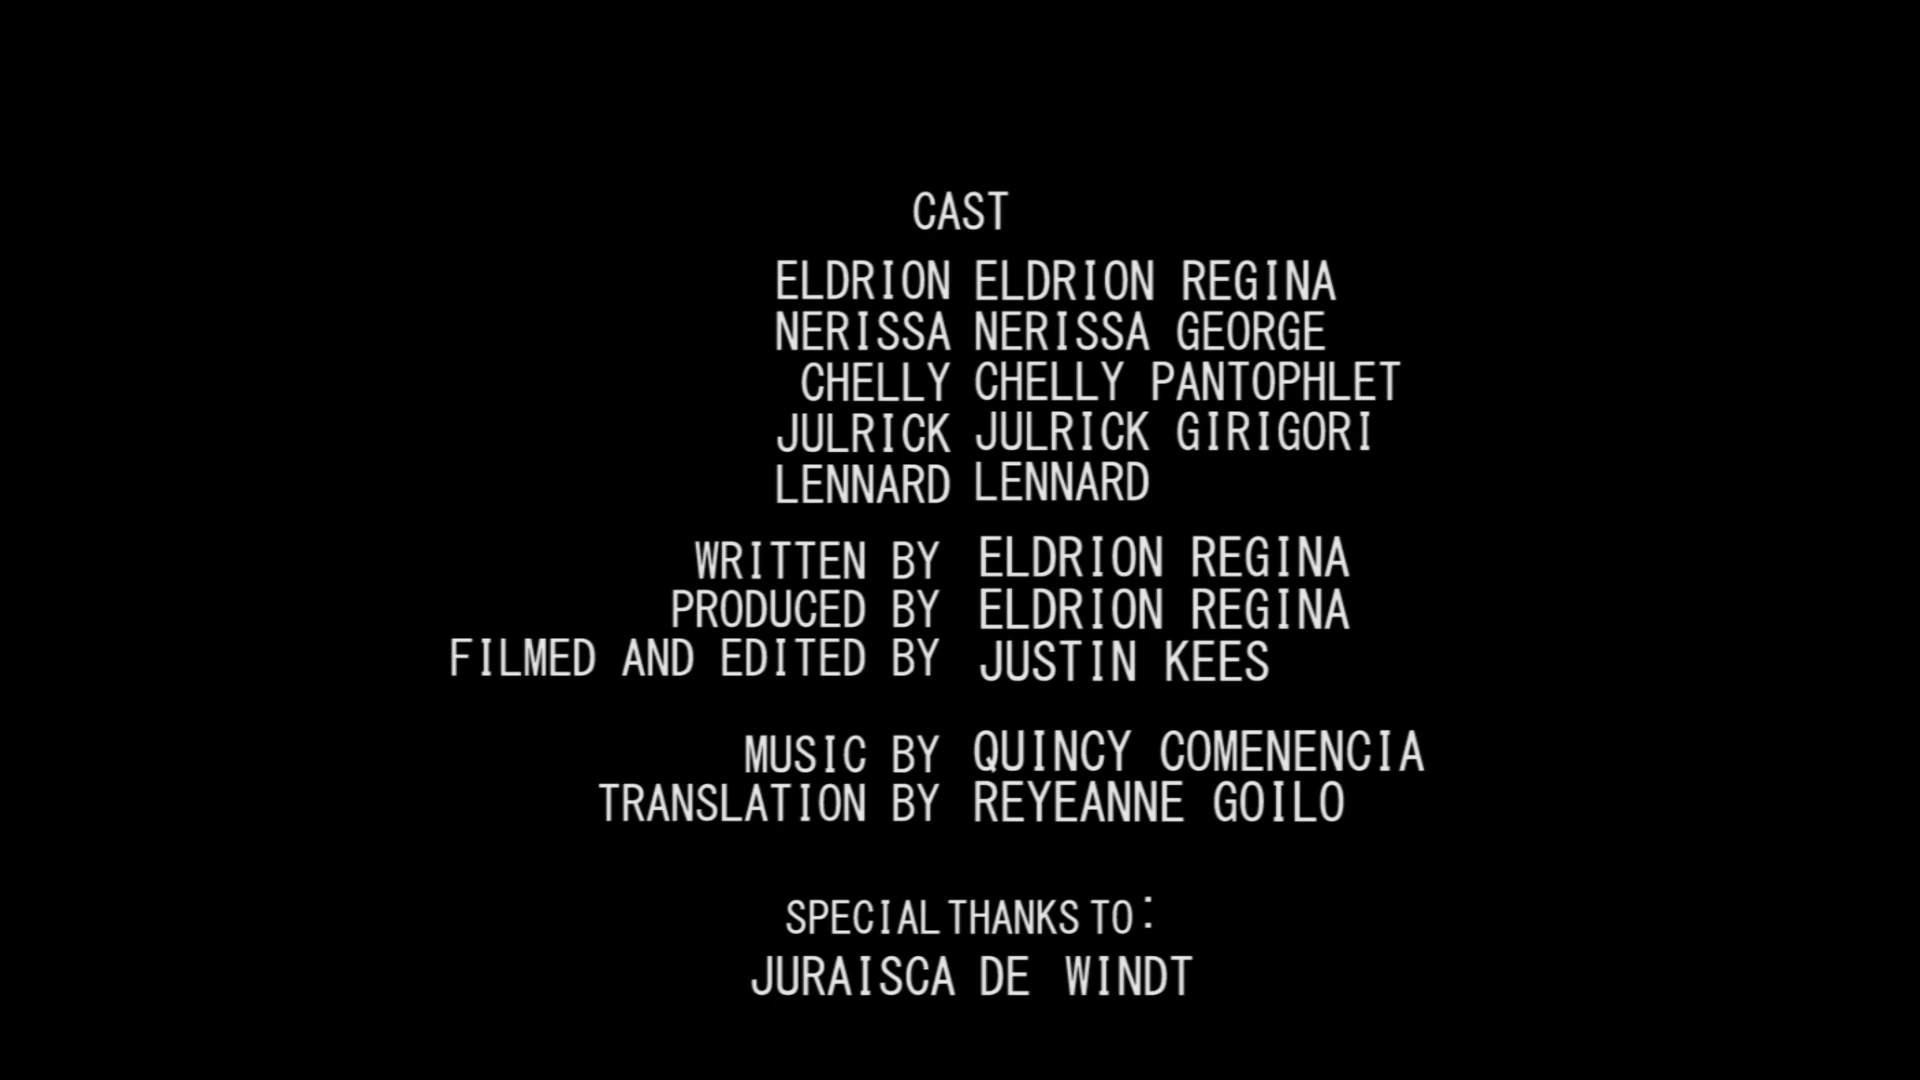 CAST
ELDRION ELDRION REGINA
NERISSA NERISSA GEORGE
CHELLY CHELLY PANTOPHLET
JULRICK JULRICK GIRIGORI
LENNARD LENNARD
WRITTEN BY ELDRION REGINA
PRODUCED BY ELDRION REGINA
FILMED AND EDITED BY JUSTIN KEES
MUSIC BY QUINCY COMENENCIA
TRANSLATION BY REYEANNE GOILO
SPECIAL THANKS TO:
JURAISCA DE WINDT